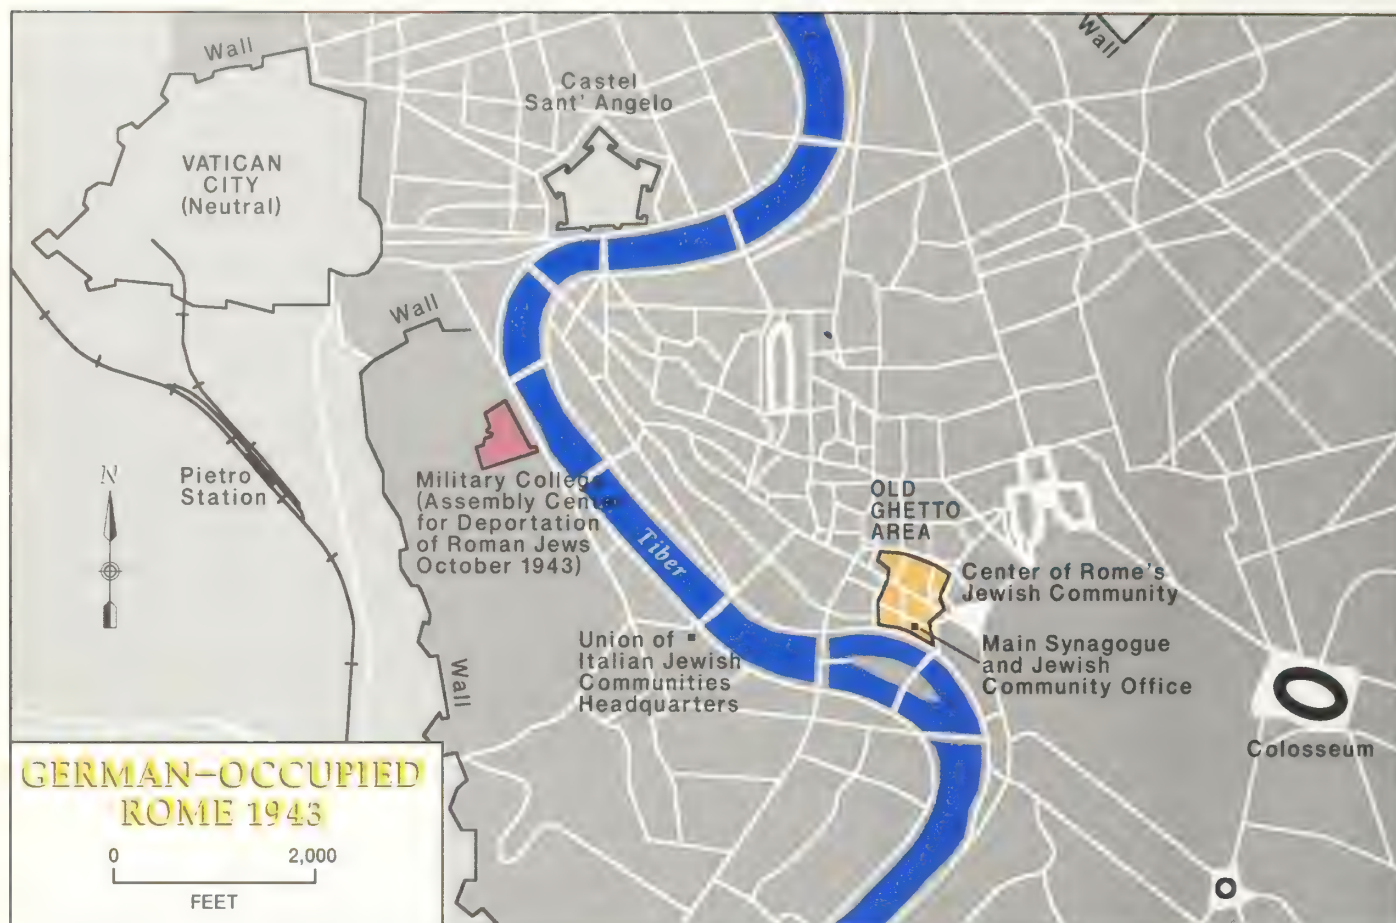 Wall
Wall
Castel
Sant' Angelo
VATICAN
CITY
(Neutral)
Wall
Pietro
Station
N
Military College
(Assembly Center
for Deportation
of Roman Jews
October 1943)
OLD
GHETTO
AREA
Tiber
Center of Rome's
Jewish Community
Union of
Italian Jewish
Communities
Headquarters
Main Synagogue
and Jewish
Community Office
Wall
Colosseum
GERMAN–OCCUPIED
ROME 1943
0 2,000
FEET